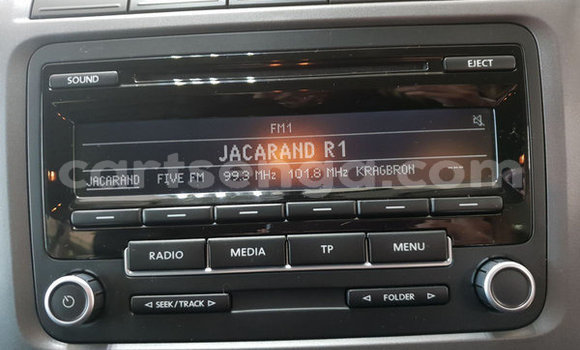 SOUND
EJECT
FM1
JACARAND R1
JACARAND FIVE FM 99.3 MHz 101.8 MHz KRAGBRON ---
RADIO MEDIA TP MENU
SEEK/TRACK
FOLDER
cartsenga.com